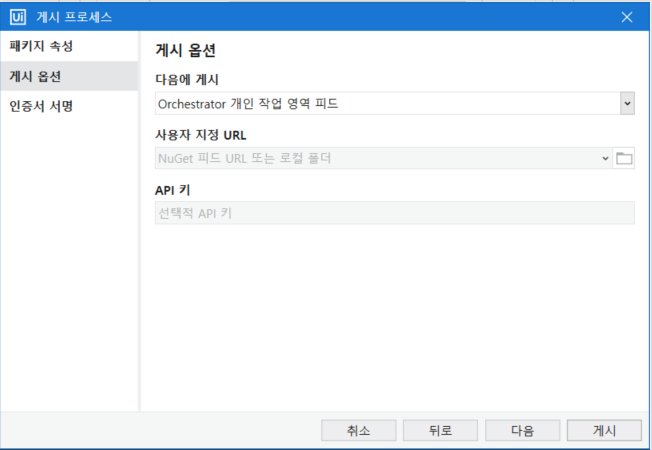 Ui 게시 프로세스
패키지 속성
게시 옵션
인증서 서명
게시 옵션
다음에 게시
Orchestrator 개인 작업 영역 피드
사용자 지정 URL
NuGet 피드 URL 또는 로컬 폴더
API 키
선택적 API 키
취소
뒤로
다음
게시